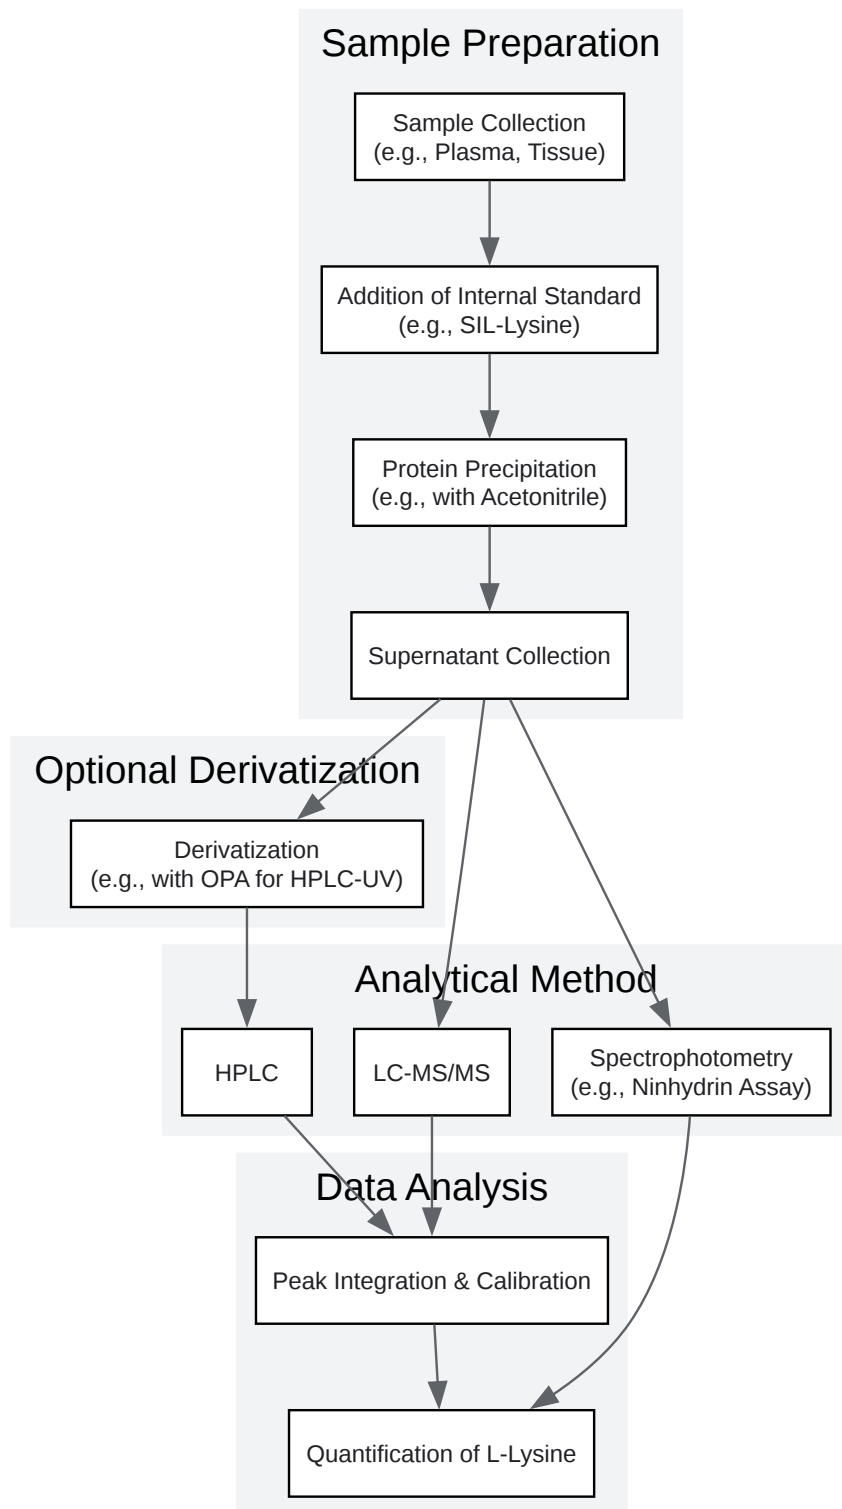 Sample Preparation
Sample Collection
(e.g., Plasma, Tissue)
Addition of Internal Standard
(e.g., SIL-Lysine)
Protein Precipitation
(e.g., with Acetonitrile)
Supernatant Collection
Optional Derivatization
Derivatization
(e.g., with OPA for HPLC-UV)
Analytical Method
HPLC
LC-MS/MS
Spectrophotometry
(e.g., Ninhydrin Assay)
Data Analysis
Peak Integration & Calibration
Quantification of L-Lysine